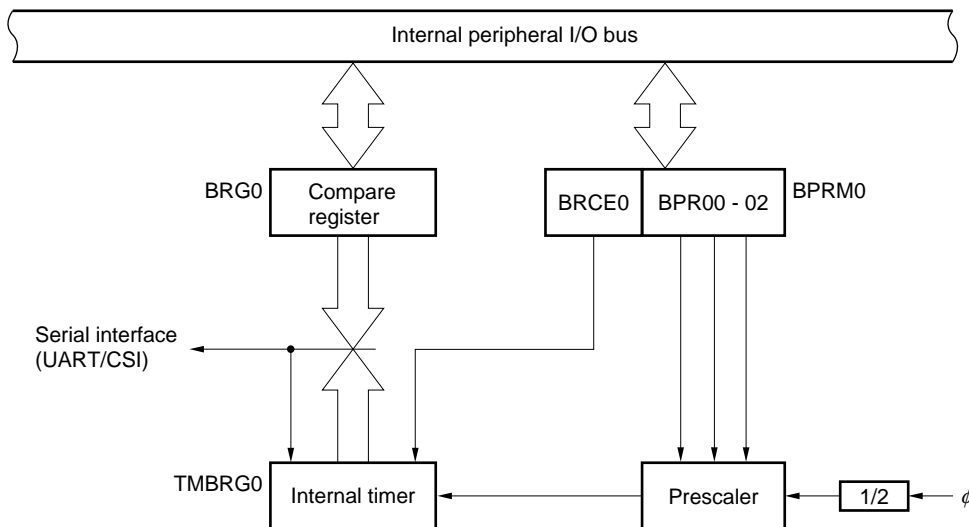 Internal peripheral I/O bus
BRG0
Compare
register
BRCE0
BPR00 - 02
BPRM0
Serial interface
(UART/CSI)
TMBRG0
Internal timer
Prescaler
1/2
ϕ